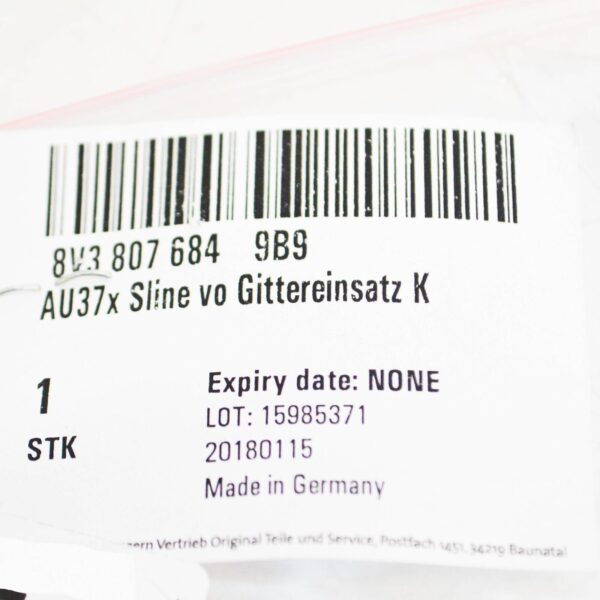 8V3 807 684 9B9
AU37x Sline vo Gittereinsatz K
1
STK
Expiry date: NONE
LOT: 15985371
20180115
Made in Germany
Vertrieb Original Teile und Service, Postfach 1451, 34219 Baunatal